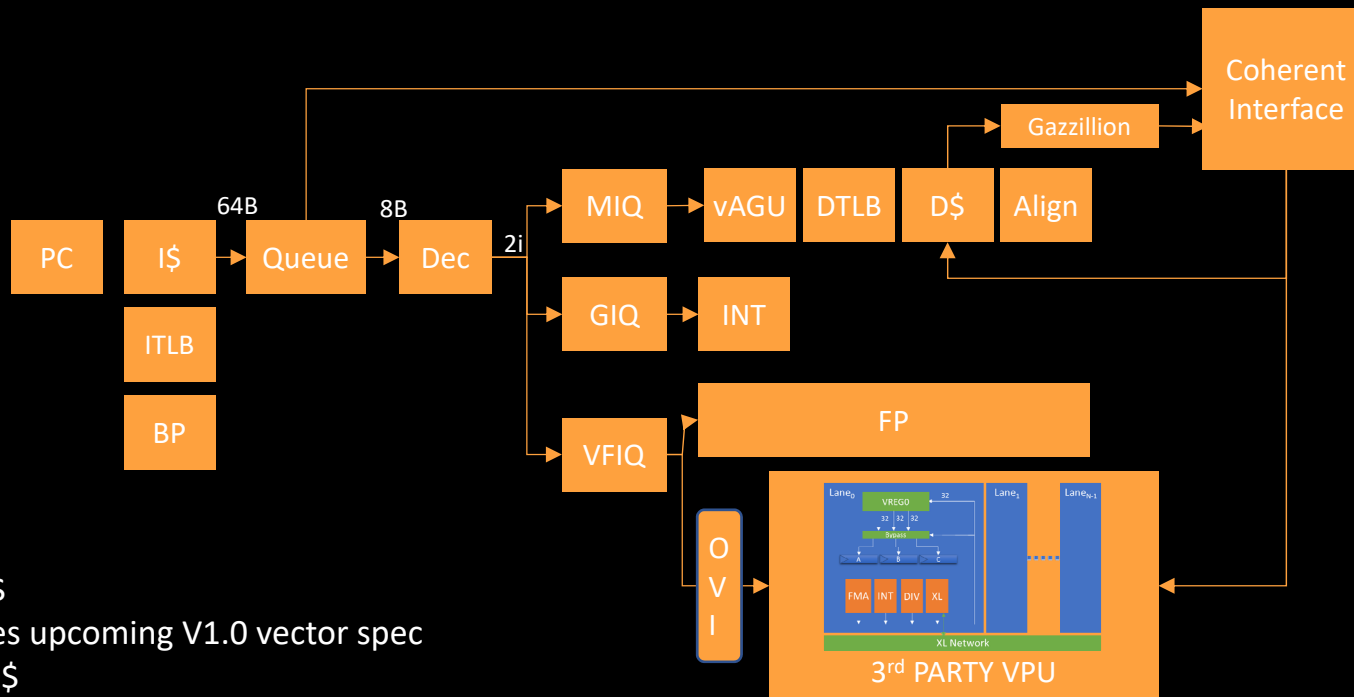 Coherent
Interface
Gazzillion
64B
8B
2i
PC
I$
Queue
Dec
MIQ
vAGU
DTLB
D$
Align
ITLB
GIQ
INT
BP
VFIQ
FP
O
V
I
Lane0
VREG0
32
Lane1
LaneN-1
32
32
32
Bypass
A
B
C
FMA
INT
DIV
XL
XL Network
3rd PARTY VPU
upcoming V1.0 vector spec
$